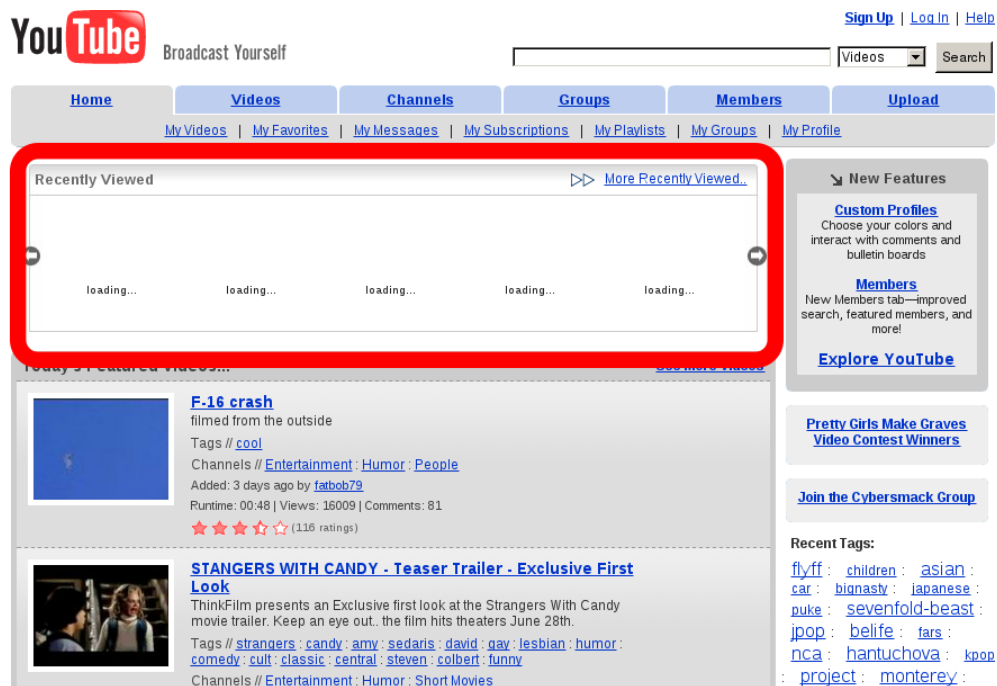 YouTube
Broadcast Yourself
Sign Up | Log In | Help
Videos Search
Home Videos Channels Groups Members Upload
My Videos | My Favorites | My Messages | My Subscriptions | My Playlists | My Groups | My Profile
Recently Viewed More Recently Viewed..
loading... loading... loading... loading... loading...
Today's Featured Videos... See More Videos
F-16 crash
filmed from the outside
Tags // cool
Channels // Entertainment : Humor : People
Added: 3 days ago by fatbob79
Runtime: 00:48 | Views: 16009 | Comments: 81
(116 ratings)
STANGERS WITH CANDY - Teaser Trailer - Exclusive First
Look
ThinkFilm presents an Exclusive first look at the Strangers With Candy
movie trailer. Keep an eye out.. the film hits theaters June 28th.
Tags // strangers : candy : amy : sedaris : david : gay : lesbian : humor :
comedy : cult : classic : central : steven : colbert : funny
Channels // Entertainment : Humor : Short Movies
New Features
Custom Profiles
Choose your colors and
interact with comments and
bulletin boards
Members
New Members tab—improved
search, featured members, and
more!
Explore YouTube
Pretty Girls Make Graves
Video Contest Winners
Join the Cybersmack Group
Recent Tags:
flyff : children : asian :
car : bignasty : japanese :
puke : sevenfold-beast :
jpop : belife : fars :
nca : hantuchova : kpop
: project : monterey :